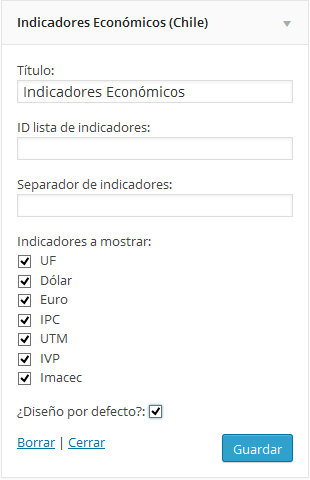 Indicadores Económicos (Chile)
Título:
Indicadores Económicos
ID lista de indicadores:
Separador de indicadores:
Indicadores a mostrar:
UF
Dólar
Euro
IPC
UTM
IVP
Imacec
¿Diseño por defecto?:
Borrar | Cerrar Guardar